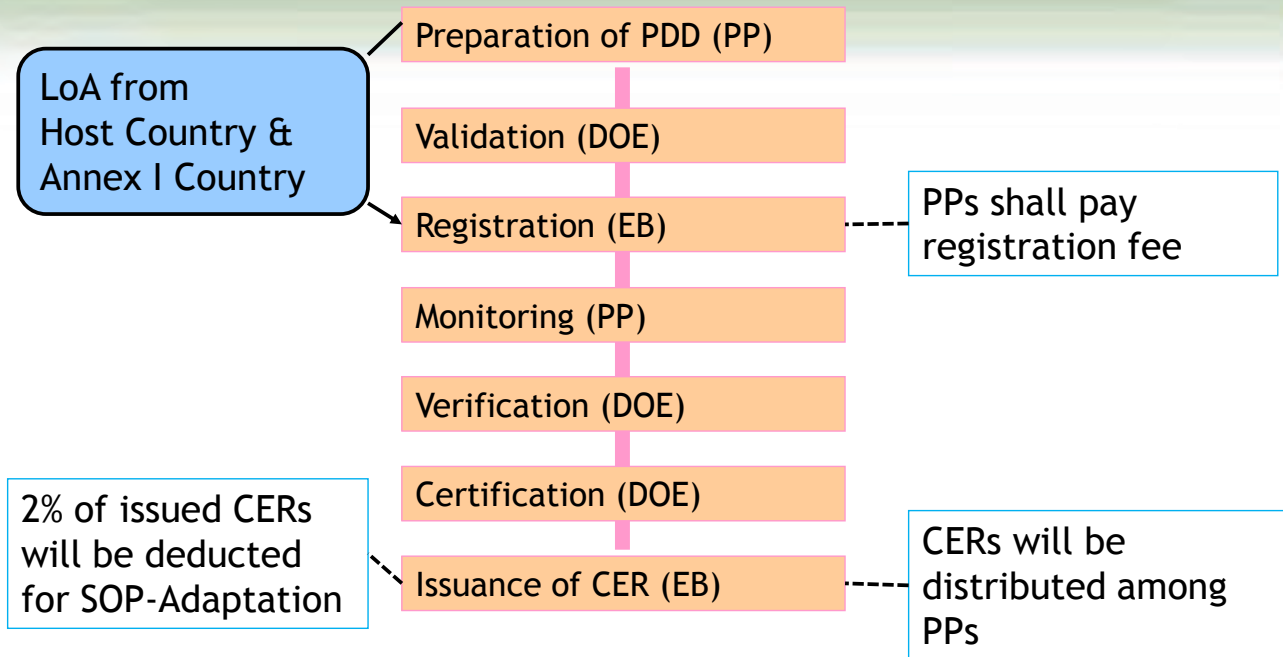 Preparation of PDD (PP)
LoA from
Host Country &
Annex I Country
Validation (DOE)
Registration (EB)
PPs shall pay
registration fee
Monitoring (PP)
Verification (DOE)
Certification (DOE)
2% of issued CERs
will be deducted
for SOP-Adaptation
Issuance of CER (EB)
CERs will be
distributed among
PPs